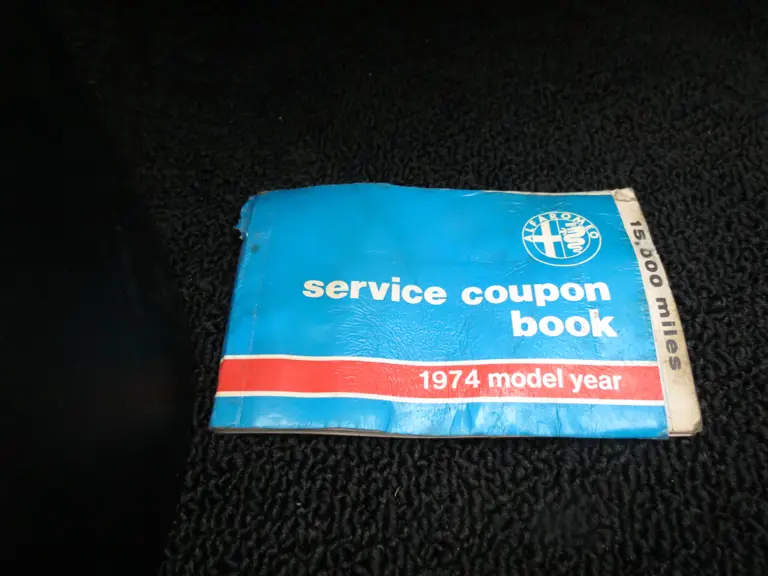 ALFA ROMEO
service coupon
book
1974 model year
15,000 miles